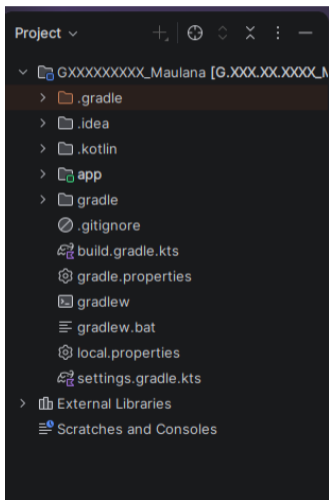 Project
GXXXXXXXXX_Maulana [G.XXX.XX.XXXX_M
.gradle
.idea
.kotlin
app
gradle
.gitignore
build.gradle.kts
gradle.properties
gradlew
gradlew.bat
local.properties
settings.gradle.kts
External Libraries
Scratches and Consoles